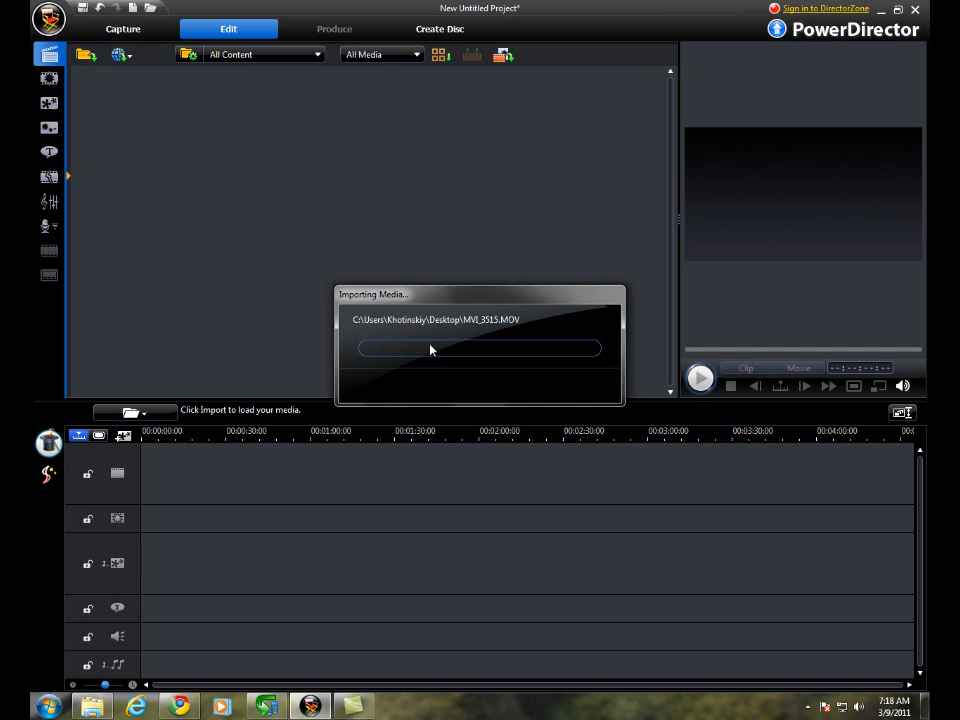 New Untitled Project*
Sign in to DirectorZone
Capture
Edit
Produce
Create Disc
PowerDirector
All Content
All Media
Importing Media...
C:\Users\Khotinskiy\Desktop\MVI_3515.MOV
Clip
Movie
--:--:--:--
Click Import to load your media.
00:00:00:00
00:00:30:00
00:01:00:00
00:01:30:00
00:02:00:00
00:02:30:00
00:03:00:00
00:03:30:00
00:04:00:00
1.
1.
7:18 AM
3/9/2011